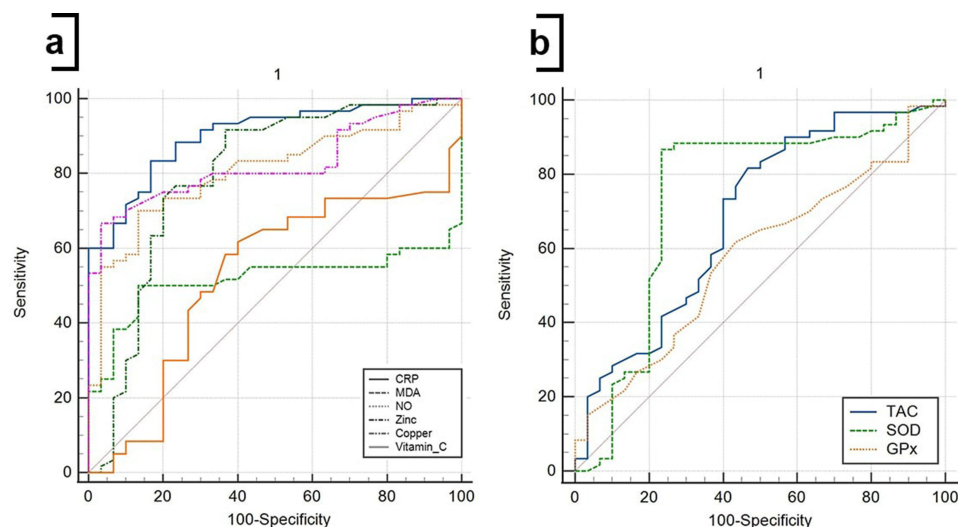 a
1
Sensitivity
100
80
60
40
20
0
0 20 40 60 80 100
100-Specificity
CRP
MDA
NO
Zinc
Copper
Vitamin_C
b
1
Sensitivity
100
80
60
40
20
0
0 20 40 60 80 100
100-Specificity
TAC
SOD
GPx